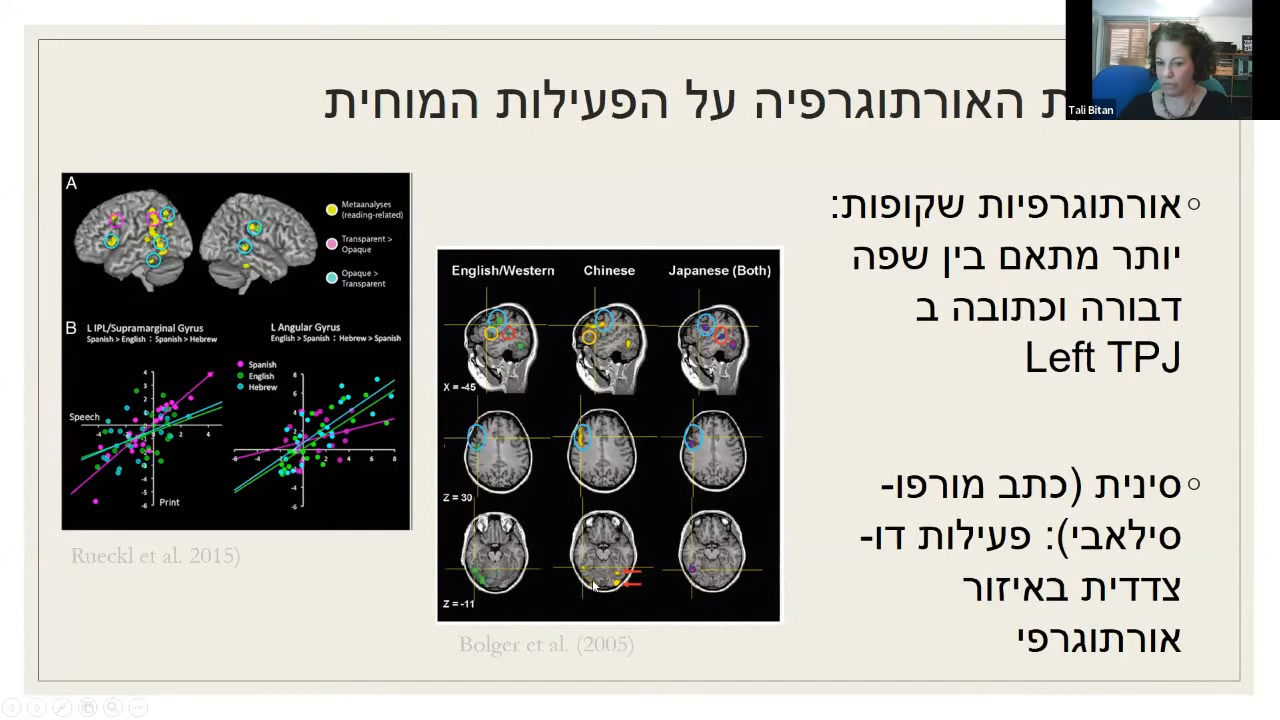 Tali Bitan
האורתוגרפיה על הפעילות המוחית
A
Metaanalyses
(reading-related)
Transparent >
Opaque
Opaque >
Transparent
B
L IPL/Supramarginal Gyrus
Spanish > English : Spanish > Hebrew
L Angular Gyrus
English > Spanish : Hebrew > Spanish
Spanish
English
Hebrew
Speech
Print
Rueckl et al. 2015)
English/Western
Chinese
Japanese (Both)
X = -45
Z = 30
Z = -11
Bolger et al. (2005)
אורתוגרפיות שקופות:
יותר מתאם בין שפה
דבורה וכתובה ב
Left TPJ
סינית (כתב מורפו-
סילאבי): פעילות דו-
צדדית באיזור
אורתוגרפי